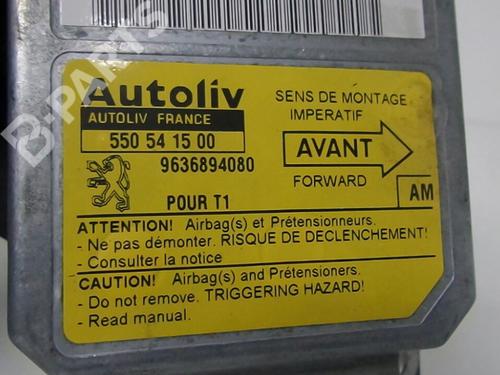 B-PARTS
Autoliv
AUTOLIV FRANCE
550 54 15 00
9636894080
POUR T1
SENS DE MONTAGE
IMPERATIF
AVANT
FORWARD
AM
ATTENTION! Airbag(s) et Prétensionneurs.
- Ne pas démonter. RISQUE DE DECLENCHEMENT!
- Consulter la notice
CAUTION! Airbag(s) and Prétensioners.
- Do not remove. TRIGGERING HAZARD!
- Read manual.